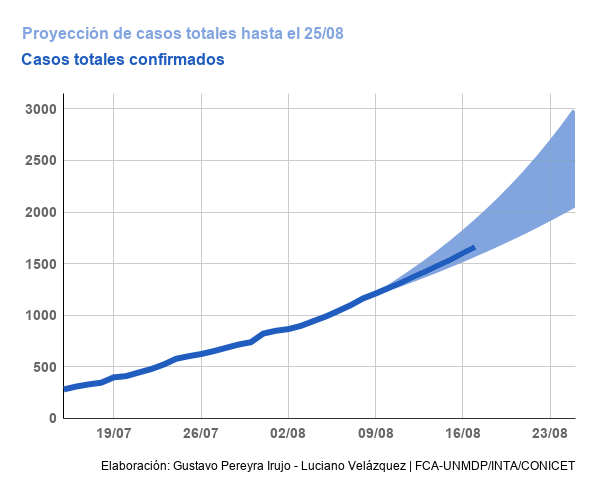 Proyección de casos totales hasta el 25/08
Casos totales confirmados
3000
2500
2000
1500
1000
500
0
19/07 26/07 02/08 09/08 16/08 23/08
Elaboración: Gustavo Pereyra Irujo - Luciano Velázquez | FCA-UNMDP/INTA/CONICET